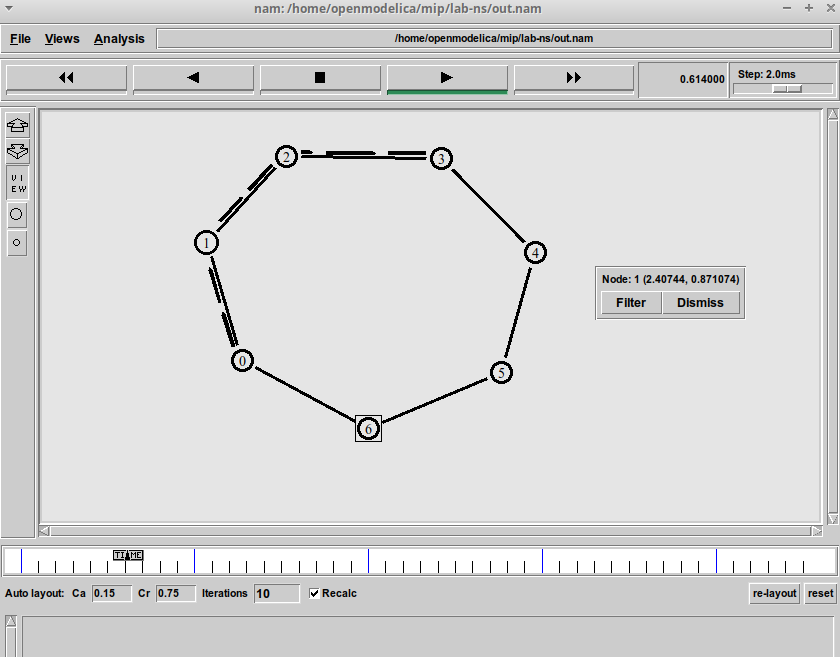 nam: /home/openmodelica/mip/lab-ns/out.nam
File Views Analysis /home/openmodelica/mip/lab-ns/out.nam
0.614000 Step: 2.0ms
VI
EW
2 3
1 4
Node: 1 (2.40744, 0.871074)
Filter Dismiss
0 5
6
TIME
Auto layout: Ca 0.15 Cr 0.75 Iterations 10 Recalc re-layout reset